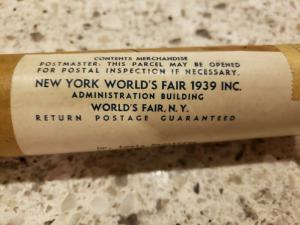 CONTENTS MERCHANDISE
POSTMASTER: THIS PARCEL MAY BE OPENED
FOR POSTAL INSPECTION IF NECESSARY.
NEW YORK WORLD'S FAIR 1939 INC.
ADMINISTRATION BUILDING
WORLD'S FAIR, N.Y.
RETURN POSTAGE GUARANTEED